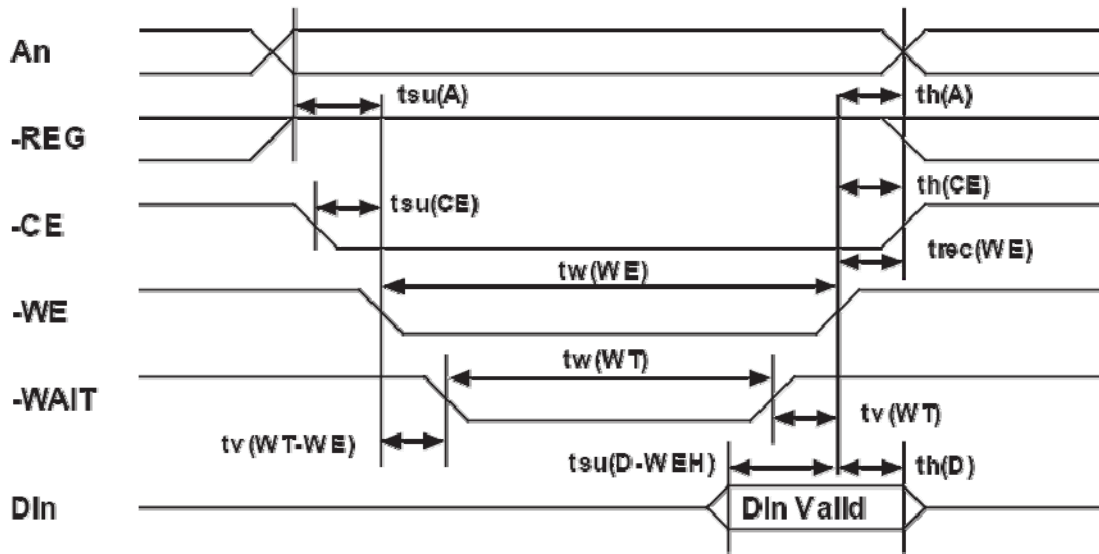 An
tsu(A)
th(A)
-REG
tsu(CE)
th(CE)
-CE
trec(WE)
tw(WE)
-WE
tw(WT)
-WAIT
tv(WT-WE)
tv(WT)
tsu(D-WEH)
th(D)
DIn
DIn Valid